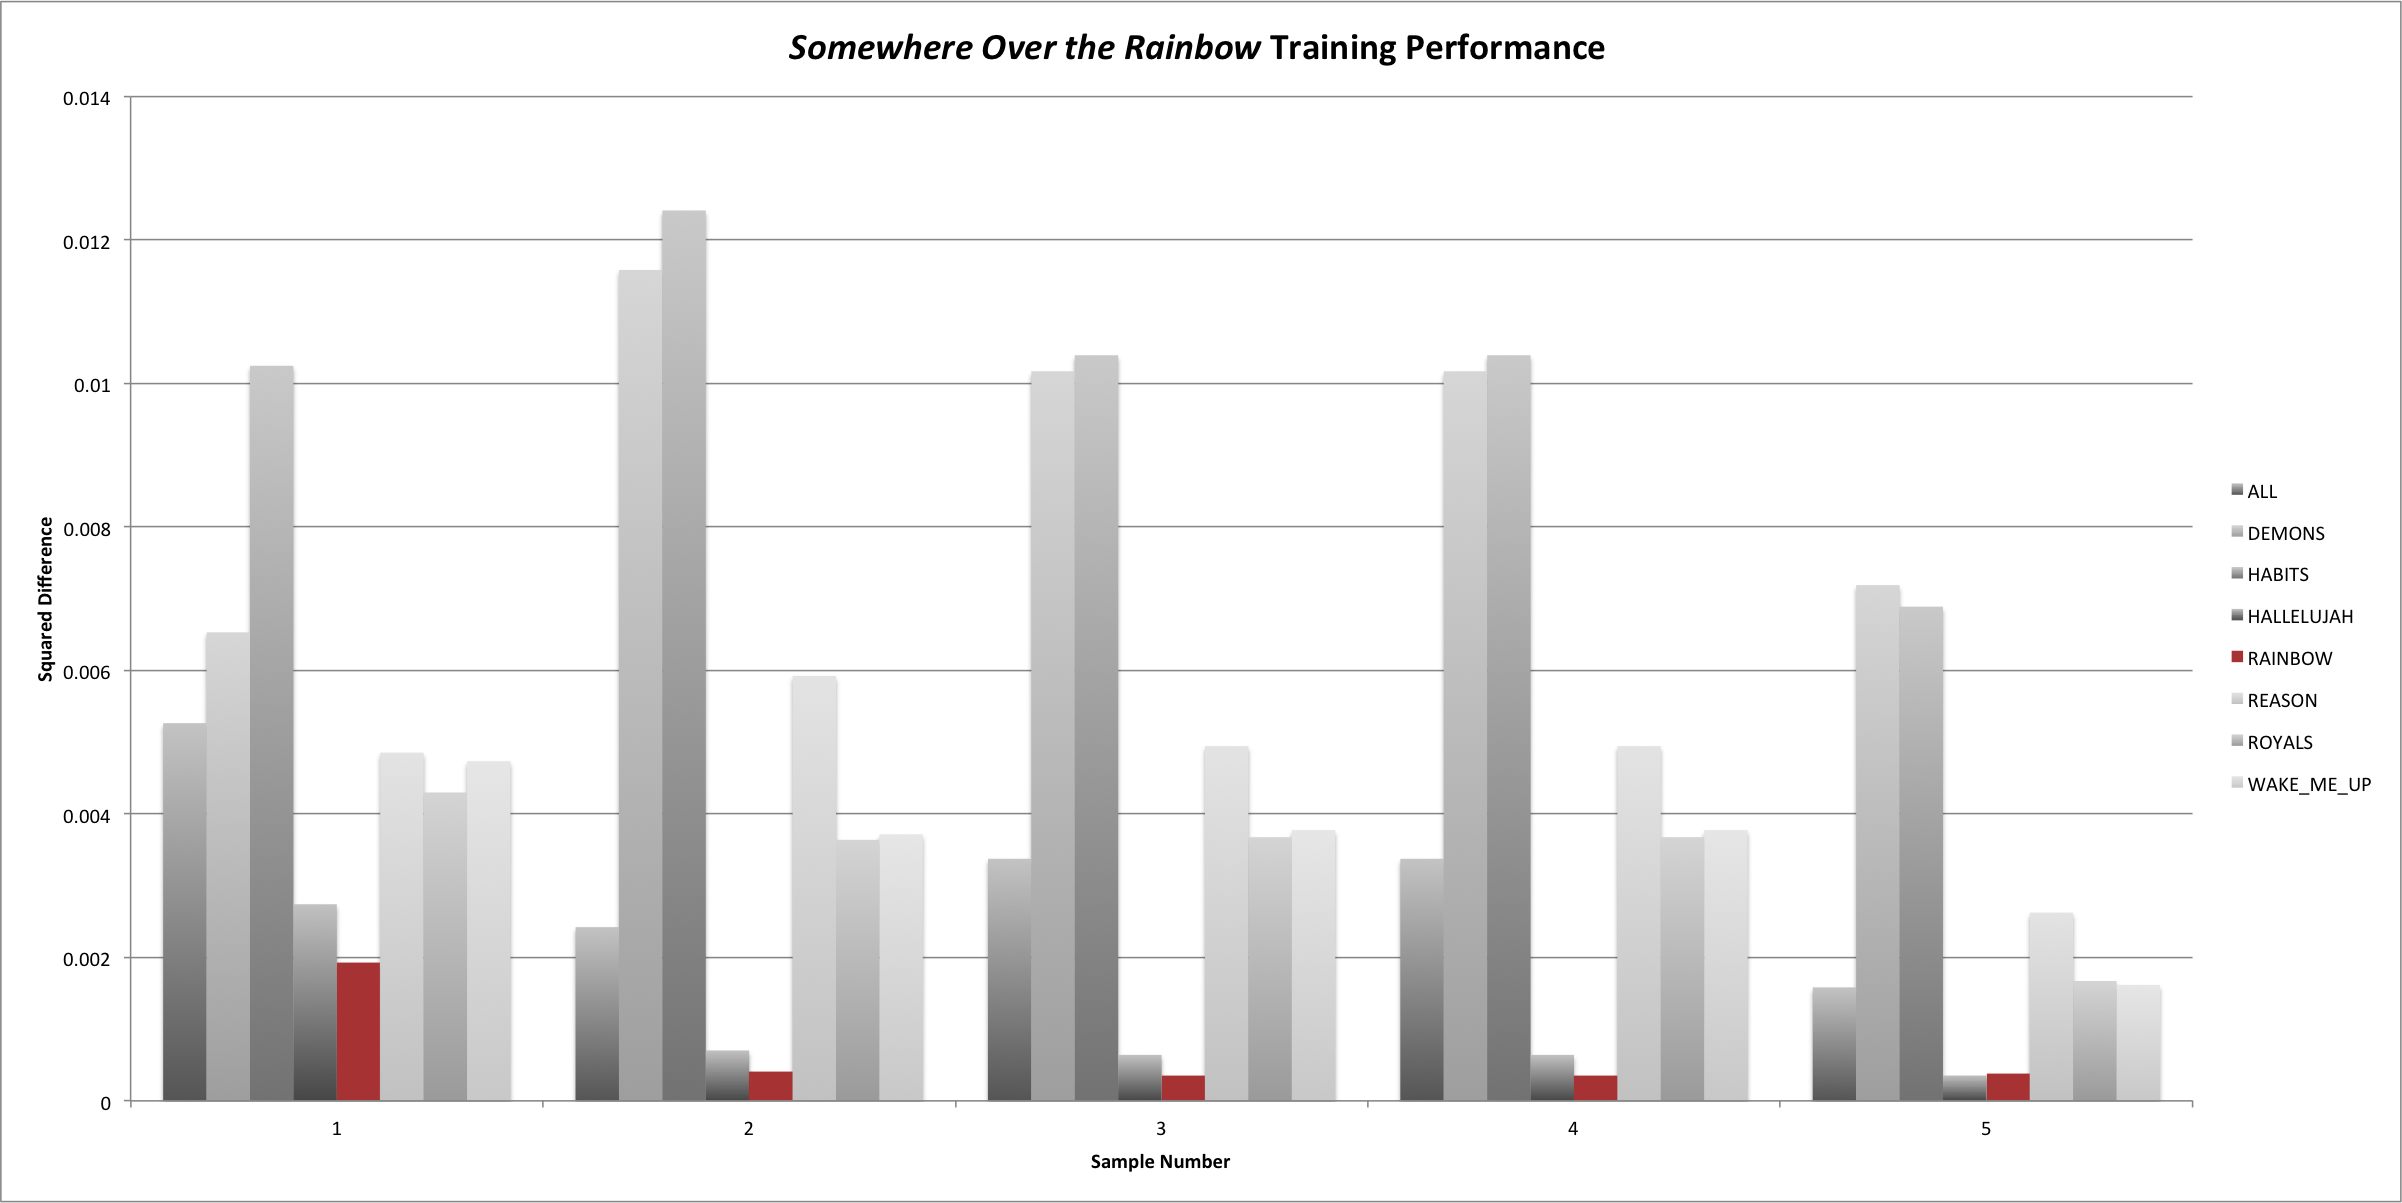 Somewhere Over the Rainbow Training Performance
0.014
0.012
0.01
0.008
0.006
0.004
0.002
0
Squared Difference
1 2 3 4 5
Sample Number
ALL
DEMONS
HABITS
HALLELUJAH
RAINBOW
REASON
ROYALS
WAKE_ME_UP